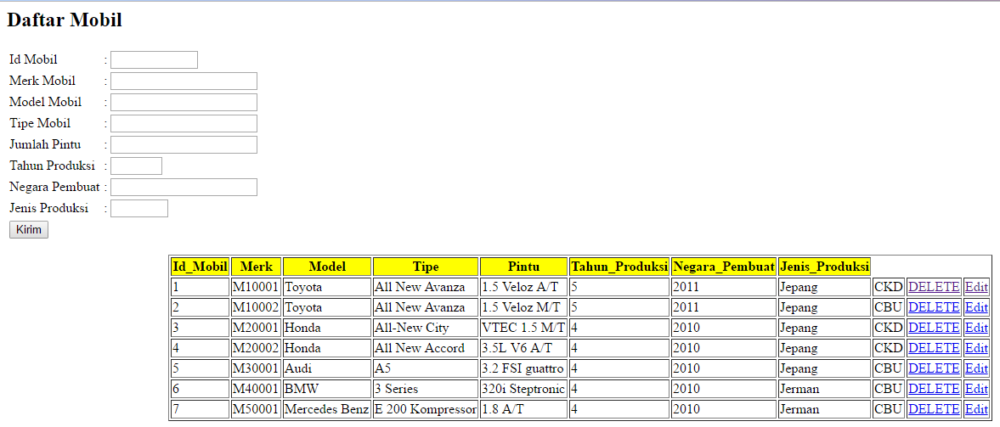 Daftar Mobil
Id Mobil :
Merk Mobil :
Model Mobil :
Tipe Mobil :
Jumlah Pintu :
Tahun Produksi :
Negara Pembuat :
Jenis Produksi :
Kirim
Id_Mobil Merk Model Tipe Pintu Tahun_Produksi Negara_Pembuat Jenis_Produksi
1 M10001 Toyota All New Avanza 1.5 Veloz A/T 5 2011 Jepang CKD DELETE Edit
2 M10002 Toyota All New Avanza 1.5 Veloz M/T 5 2011 Jepang CBU DELETE Edit
3 M20001 Honda All-New City VTEC 1.5 M/T 4 2010 Jepang CKD DELETE Edit
4 M20002 Honda All New Accord 3.5L V6 A/T 4 2010 Jepang CKD DELETE Edit
5 M30001 Audi A5 3.2 FSI guattro 4 2010 Jepang CBU DELETE Edit
6 M40001 BMW 3 Series 320i Steptronic 4 2010 Jerman CBU DELETE Edit
7 M50001 Mercedes Benz E 200 Kompressor 1.8 A/T 4 2010 Jerman CBU DELETE Edit